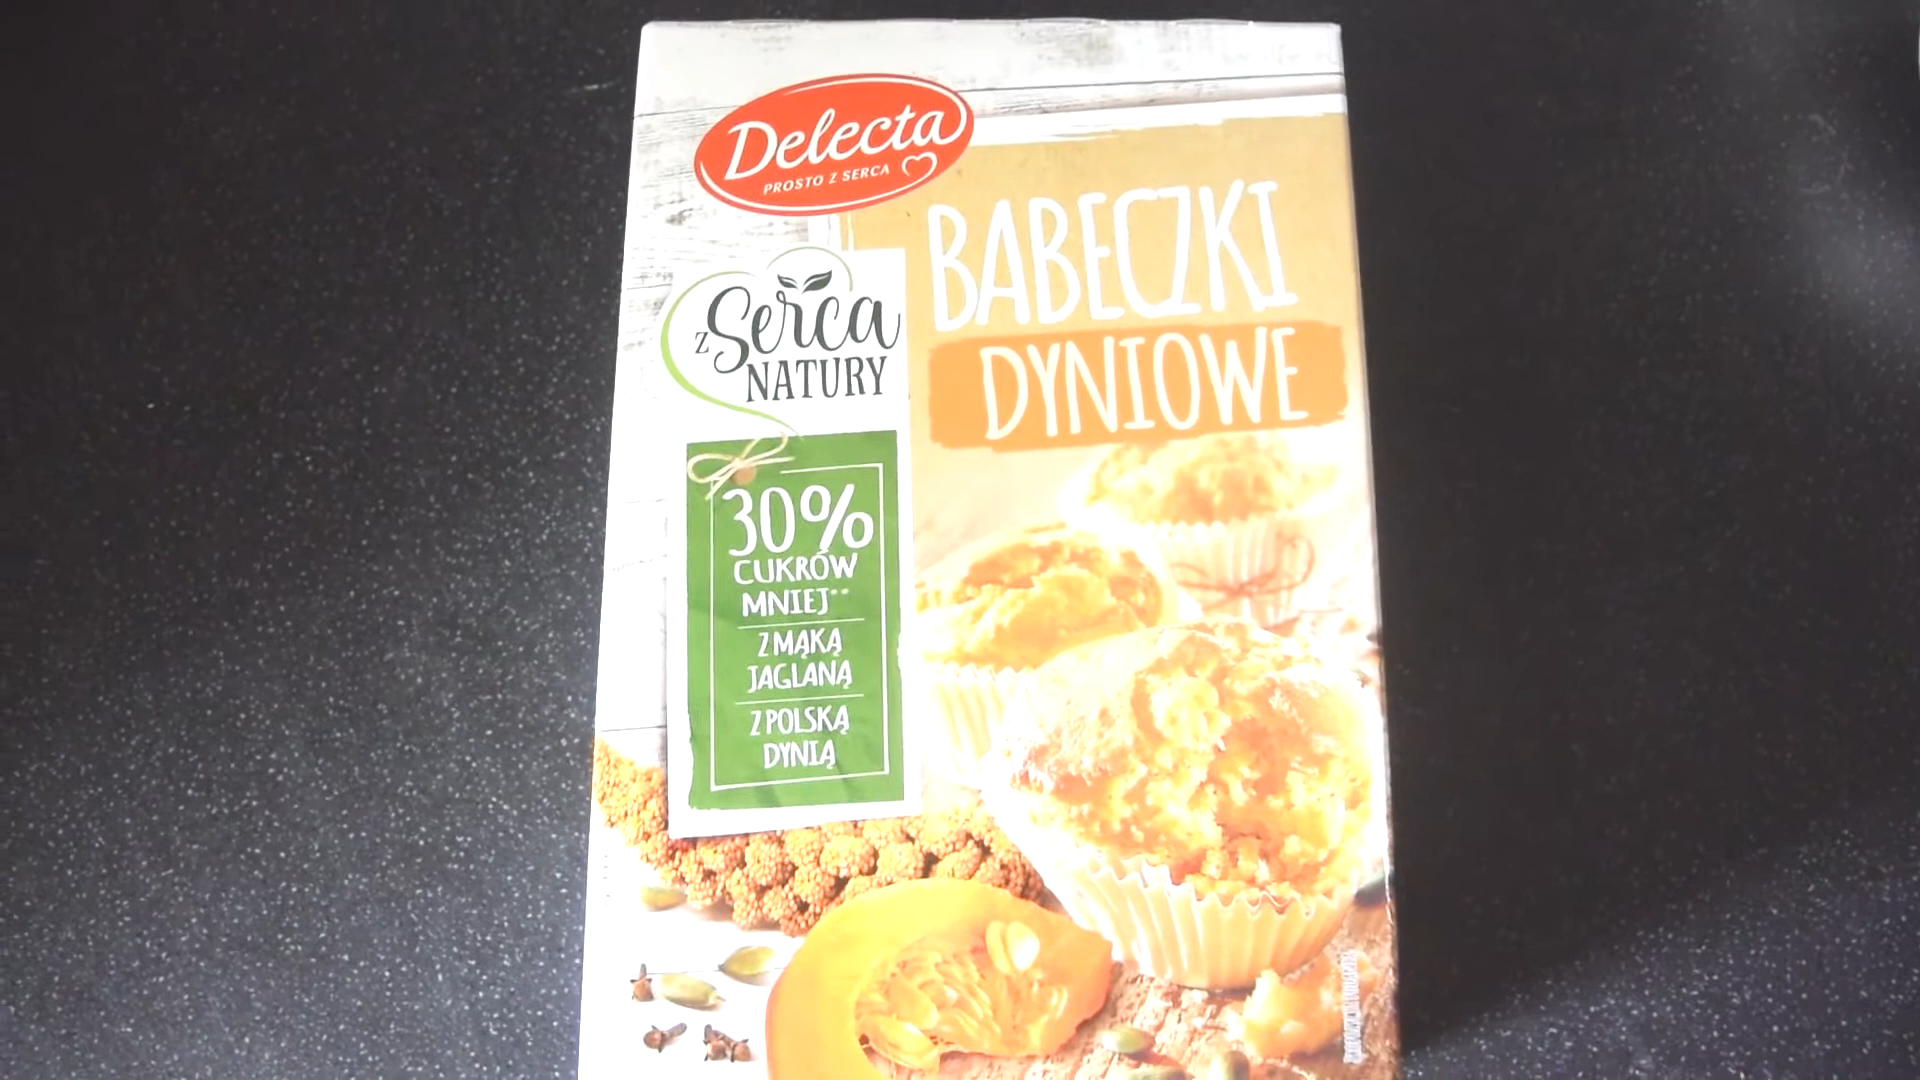 Delecta
PROSTO Z SERCA
BABECZKI
DYNIOWE
z Serca
NATURY
30%
CUKRÓW
MNIEJ**
Z MĄKĄ
JAGLANĄ
Z POLSKĄ
DYNIĄ